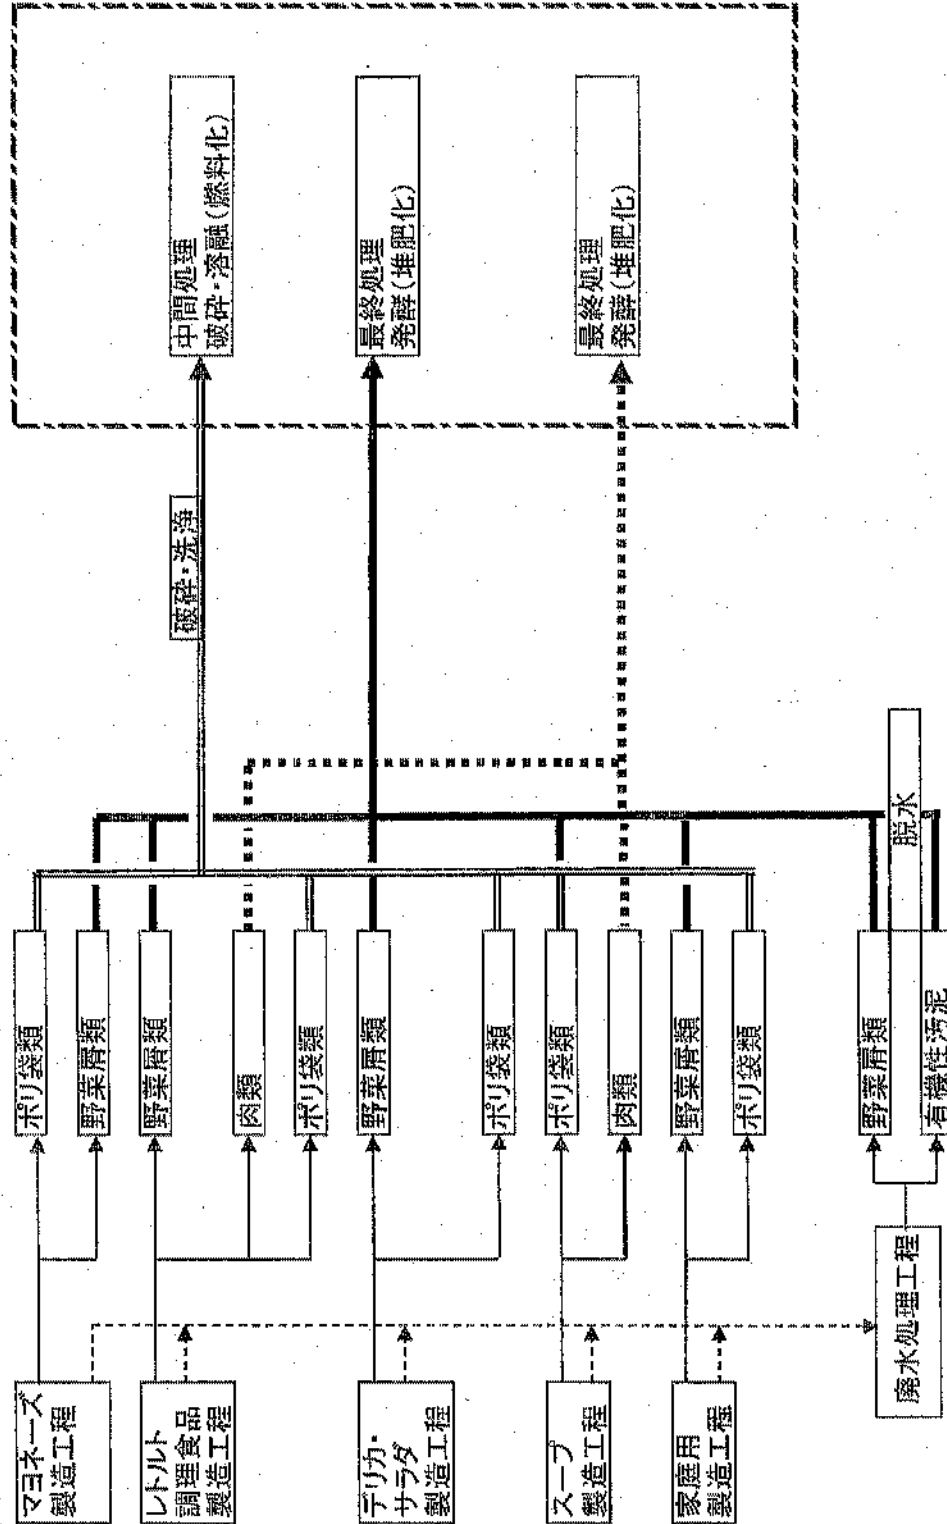 マヨネーズ
製造工程
レトルト
調理食品
製造工程
デリカ・
サラダ
製造工程
スープ
製造工程
家庭用
製造工程
廃水処理工程
ポリ袋類
野菜屑類
野菜屑類
肉類
ポリ袋類
野菜屑類
ポリ袋類
ポリ袋類
肉類
野菜屑類
ポリ袋類
野菜屑類
有機性汚泥
脱水
破砕・洗浄
中間処理
破砕・溶融(燃料化)
最終処理
発酵(堆肥化)
最終処理
発酵(堆肥化)